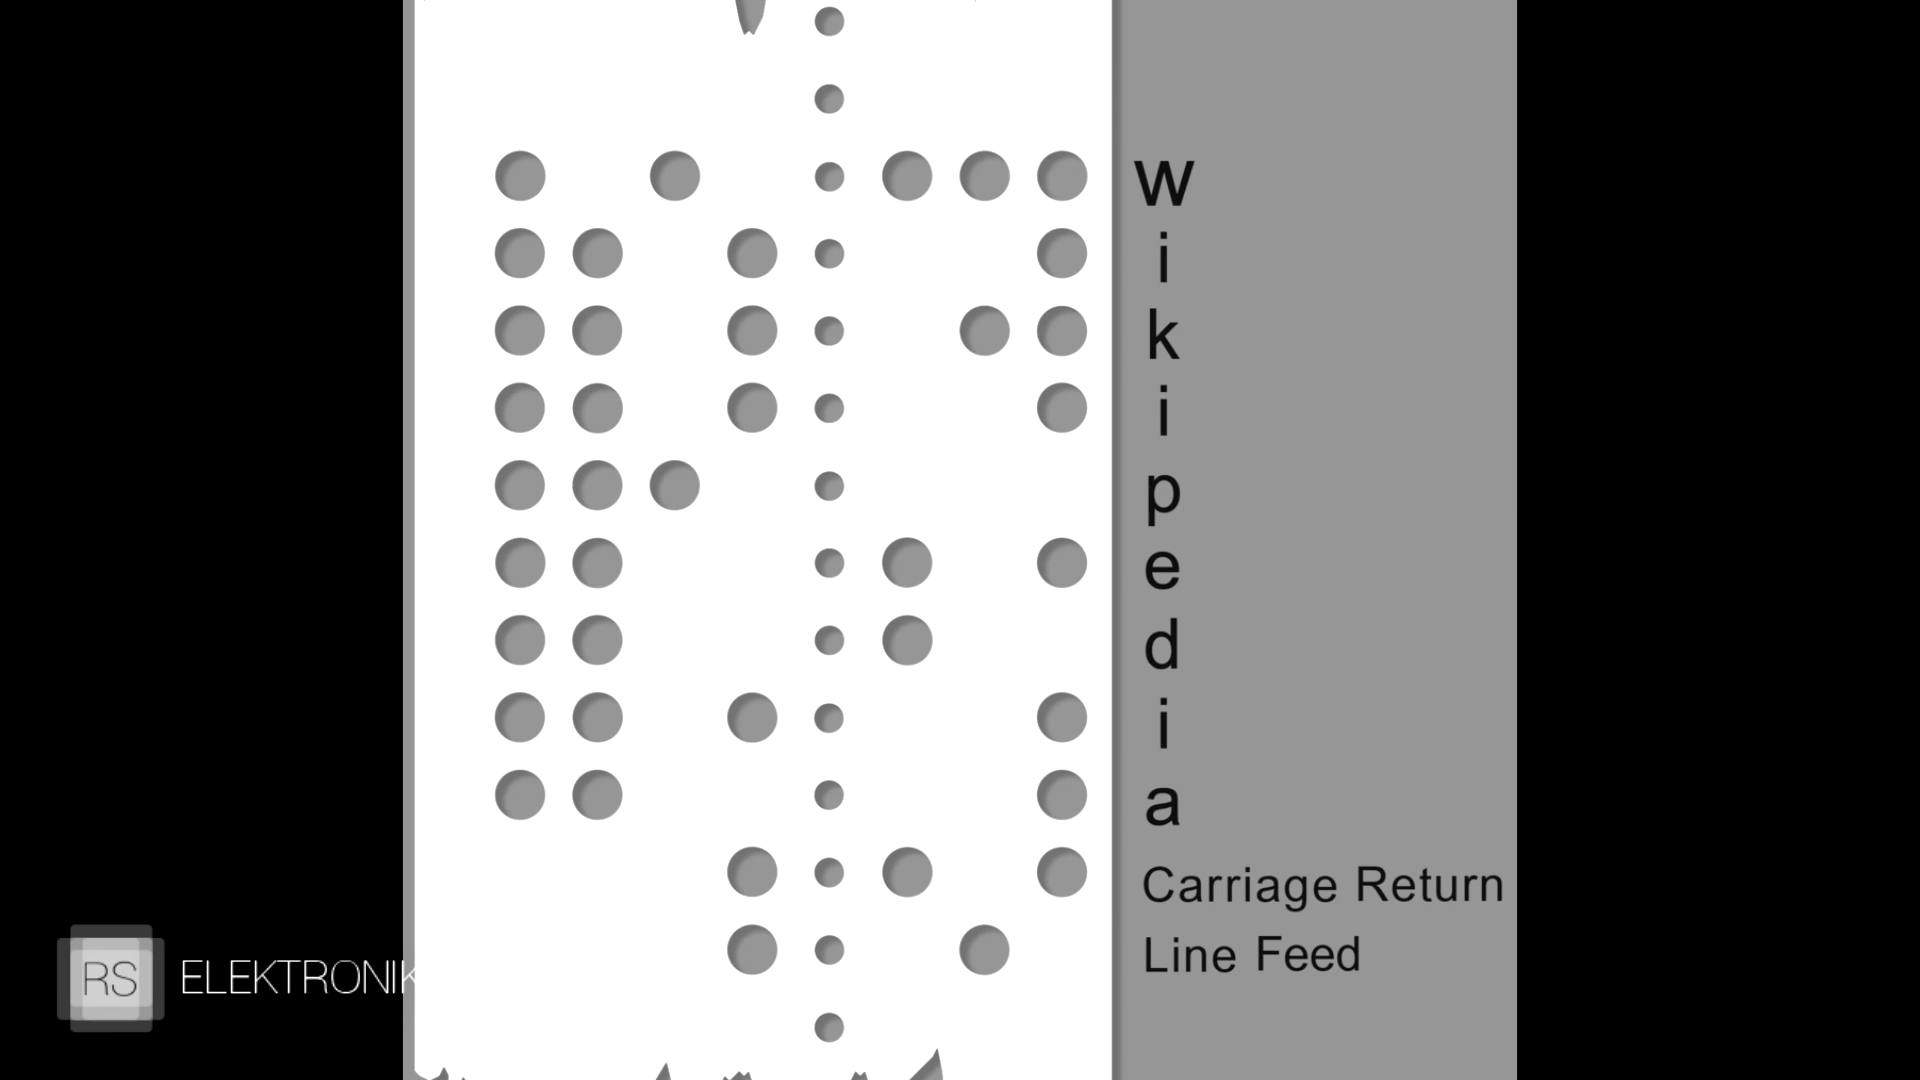 W
i
k
i
p
e
d
i
a
Carriage Return
Line Feed
RS ELEKTRONIK